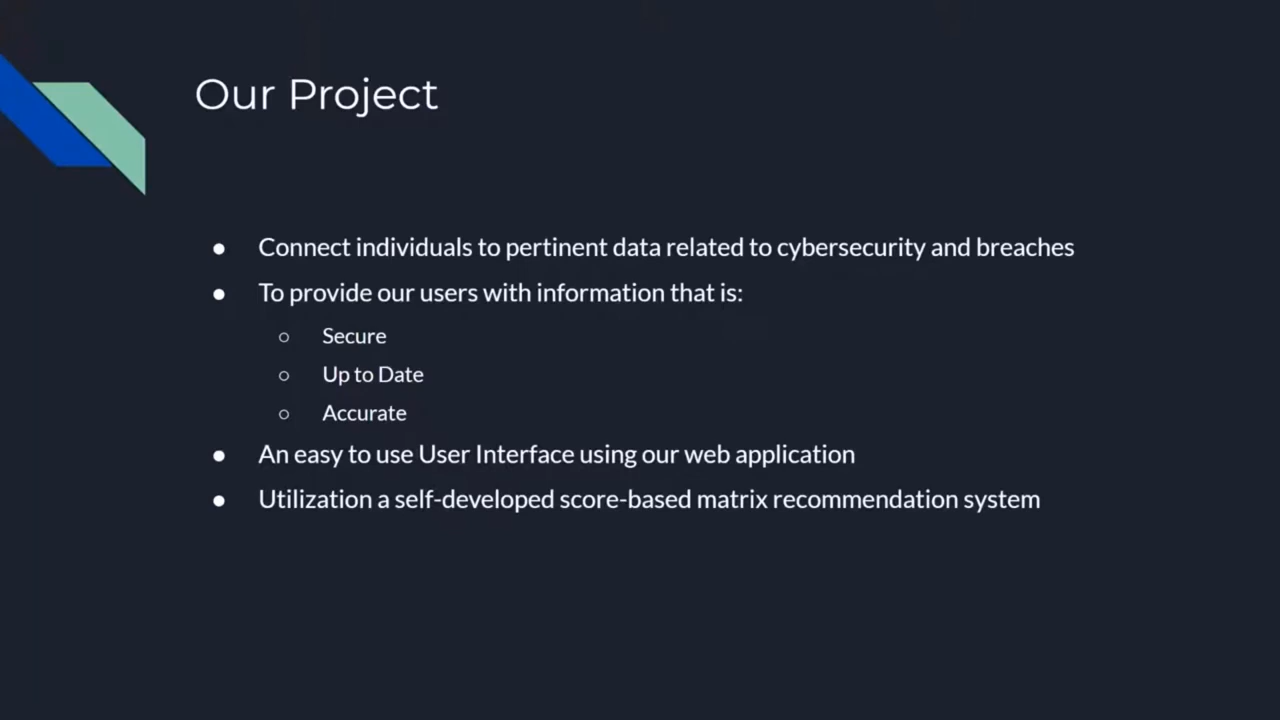 Our Project
● Connect individuals to pertinent data related to cybersecurity and breaches
● To provide our users with information that is:
○ Secure
○ Up to Date
○ Accurate
● An easy to use User Interface using our web application
● Utilization a self-developed score-based matrix recommendation system